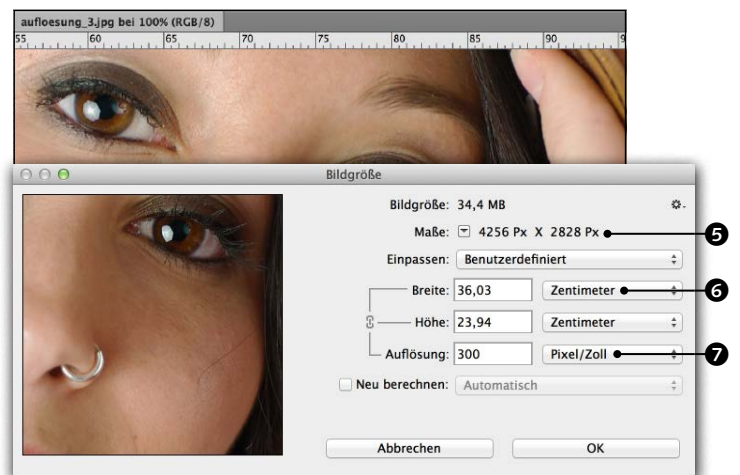 aufloesung_3.jpg bei 100% (RGB/8)
55 60 65 70 75 80 85 90 9
Bildgröße
Bildgröße: 34,4 MB
Maße: 4256 Px X 2828 Px 5
Einpassen: Benutzerdefiniert
Breite: 36,03 Zentimeter 6
Höhe: 23,94 Zentimeter
Auflösung: 300 Pixel/Zoll 7
Neu berechnen: Automatisch
Abbrechen OK